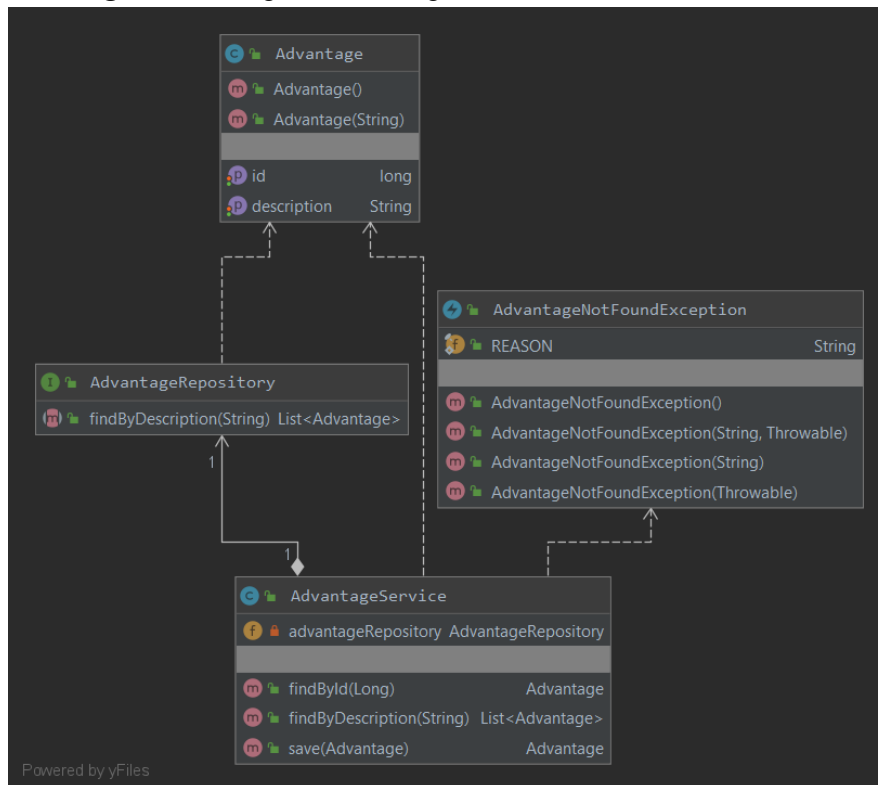 Advantage
Advantage()
Advantage(String)
id long
description String
AdvantageNotFoundException
REASON String
AdvantageNotFoundException()
AdvantageNotFoundException(String, Throwable)
AdvantageNotFoundException(String)
AdvantageNotFoundException(Throwable)
AdvantageRepository
findByDescription(String) List<Advantage>
1
1
AdvantageService
advantageRepository AdvantageRepository
findById(Long) Advantage
findByDescription(String) List<Advantage>
save(Advantage) Advantage
Powered by yFiles